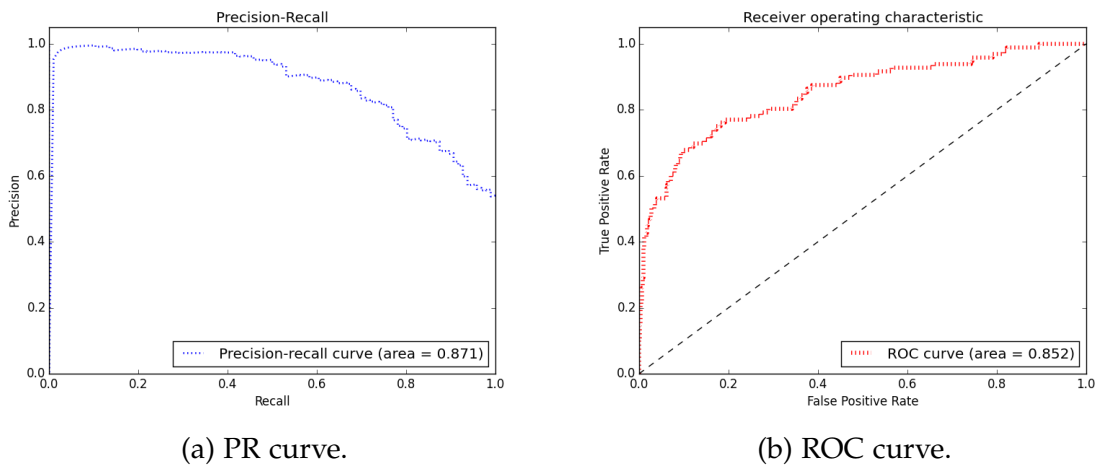 Precision-Recall
1.0
0.8
0.6
0.4
0.2
0.0
Precision
0.0 0.2 0.4 0.6 0.8 1.0
Recall
Precision-recall curve (area = 0.871)
(a) PR curve.
Receiver operating characteristic
1.0
0.8
0.6
0.4
0.2
0.0
True Positive Rate
0.0 0.2 0.4 0.6 0.8 1.0
False Positive Rate
ROC curve (area = 0.852)
(b) ROC curve.